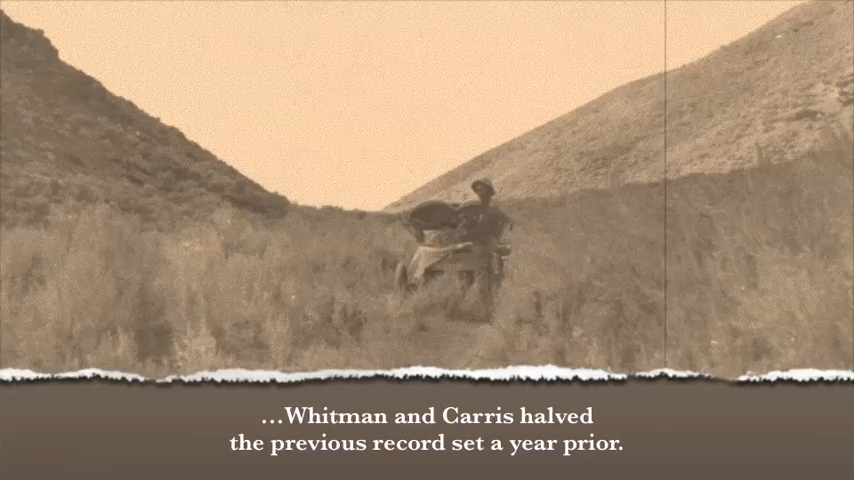 …Whitman and Carris halved
the previous record set a year prior.